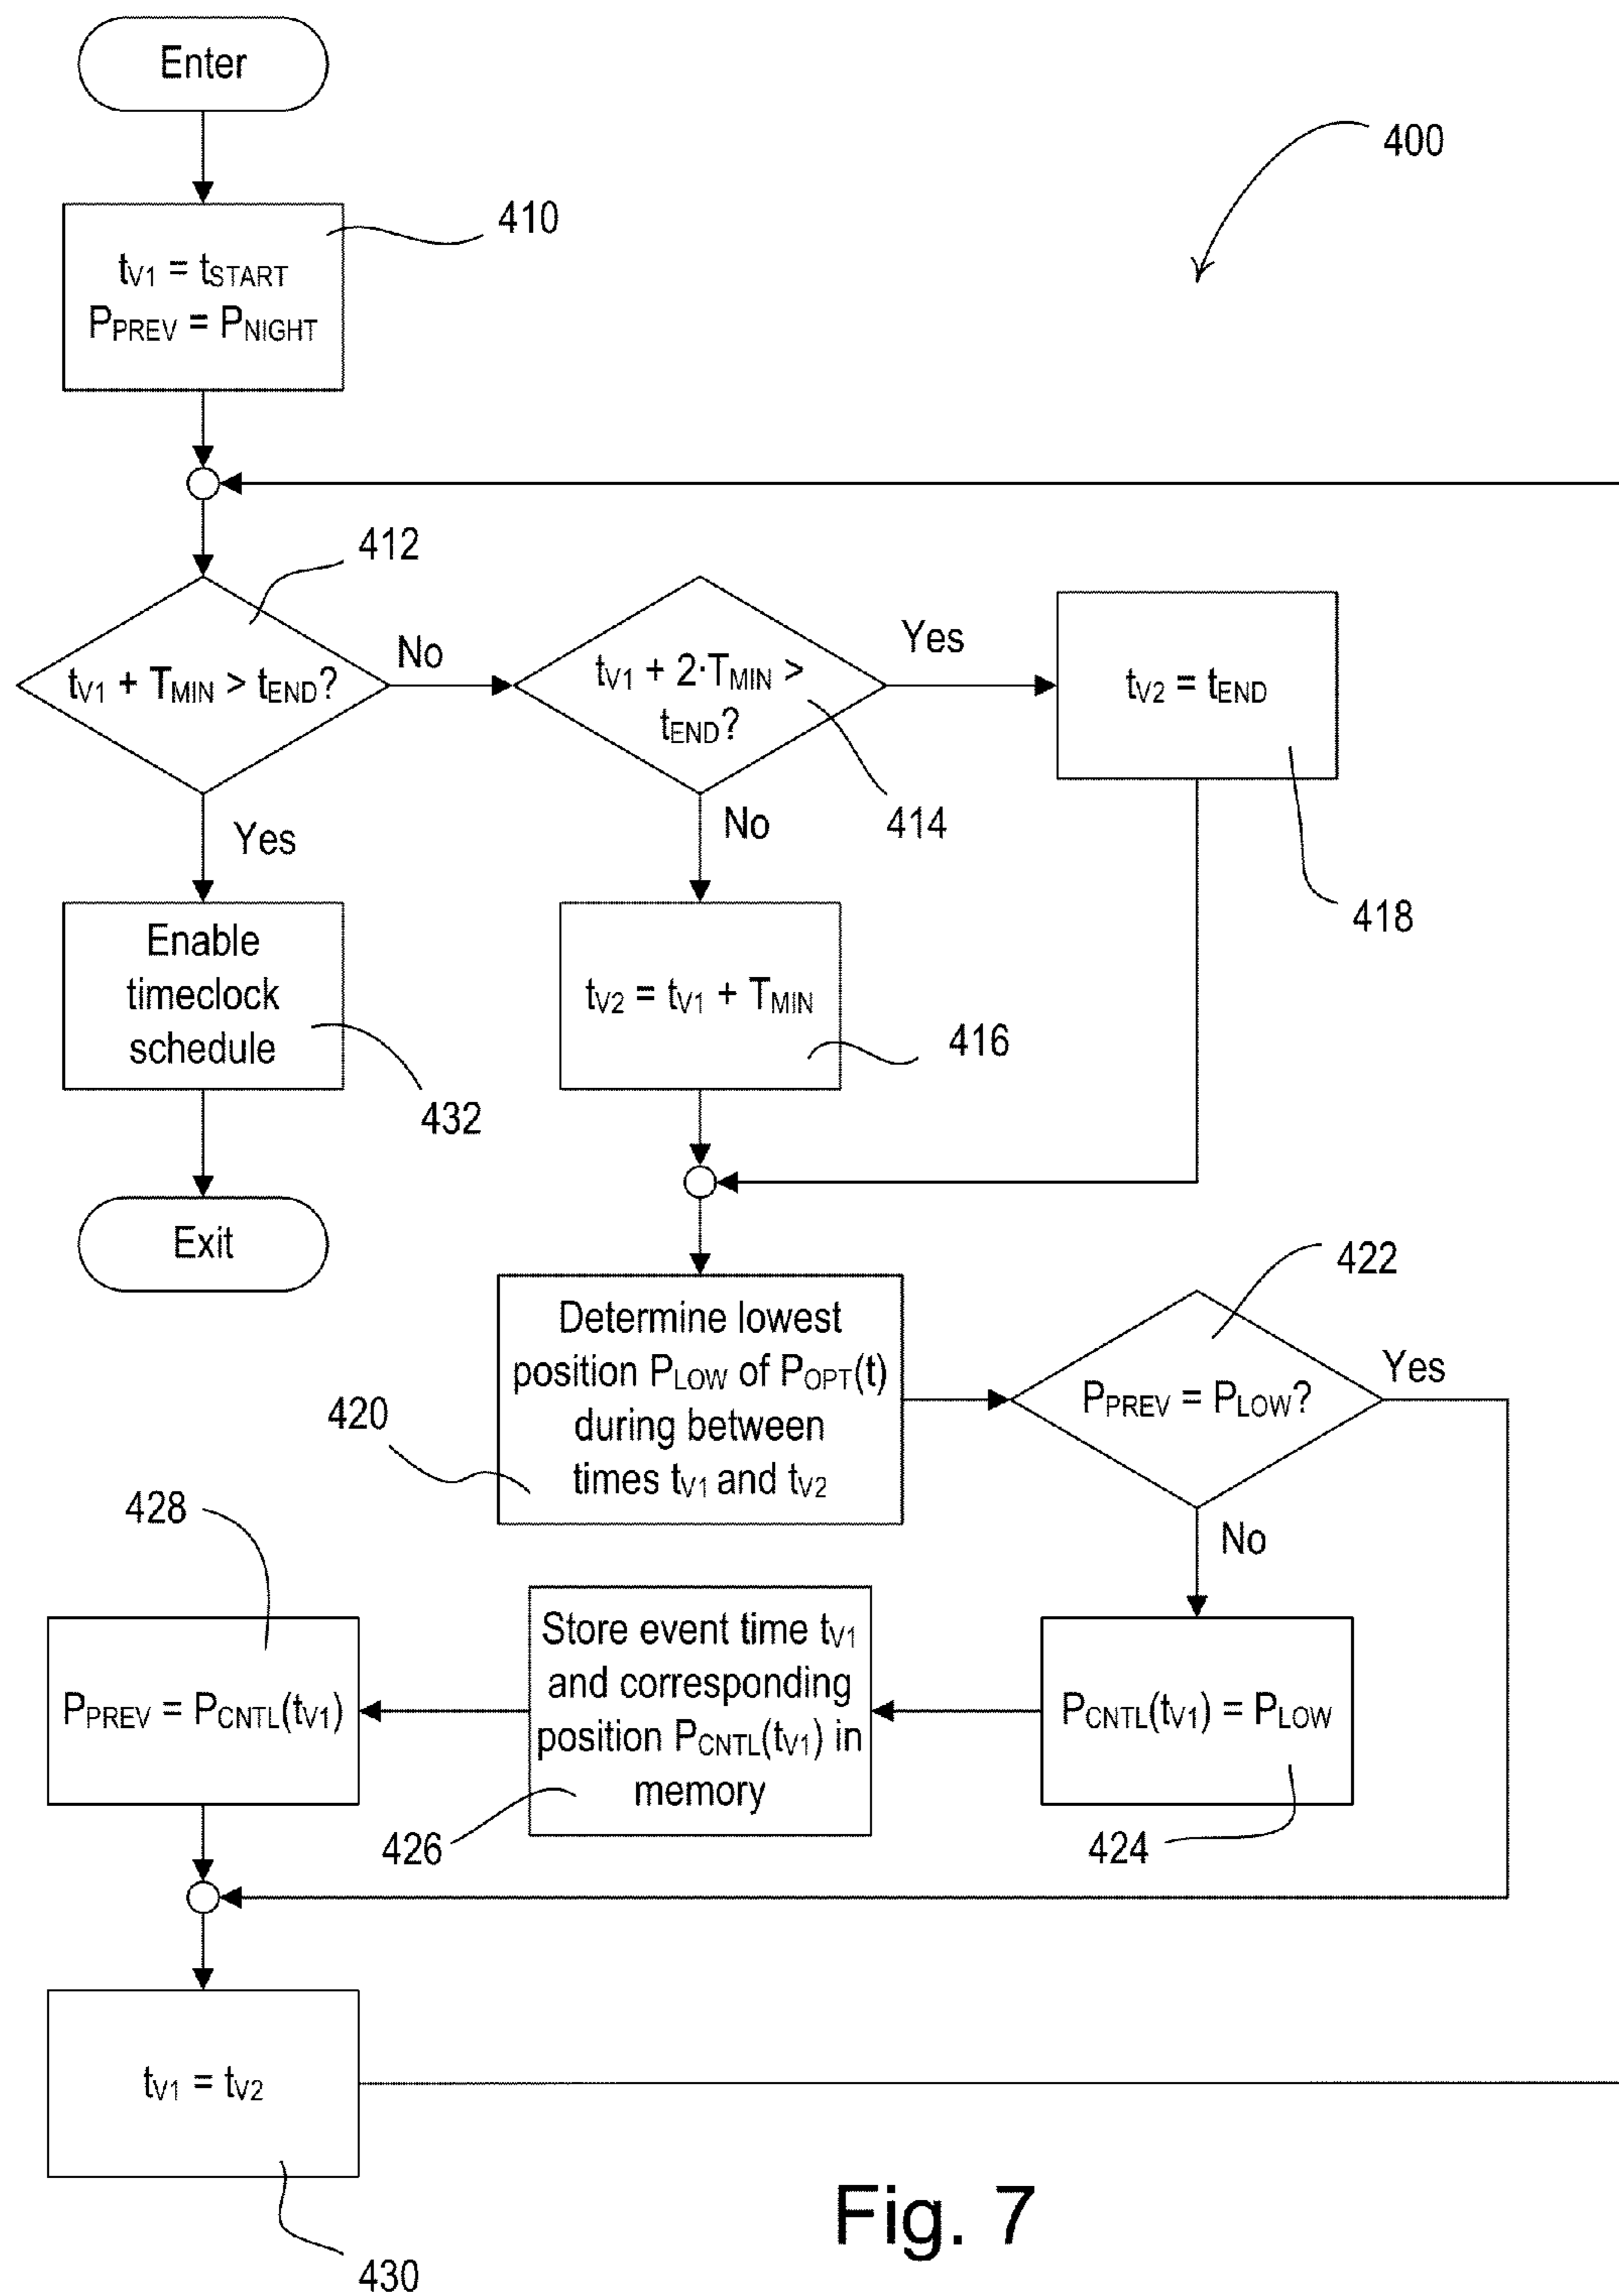 Enter
400
410
tV1 = tSTART
PPREV = PNIGHT
412
tV1 + TMIN > tEND?
No
tV1 + 2·TMIN >
tEND?
Yes
tV2 = tEND
414
418
Yes
No
Enable
timeclock
schedule
432
tV2 = tV1 + TMIN
416
Exit
Determine lowest
position PLOW of POPT(t)
during between
times tV1 and tV2
420
422
PPREV = PLOW?
Yes
No
428
PPREV = PCNTL(tV1)
Store event time tV1
and corresponding
position PCNTL(tV1) in
memory
426
PCNTL(tV1) = PLOW
424
tV1 = tV2
430
Fig. 7